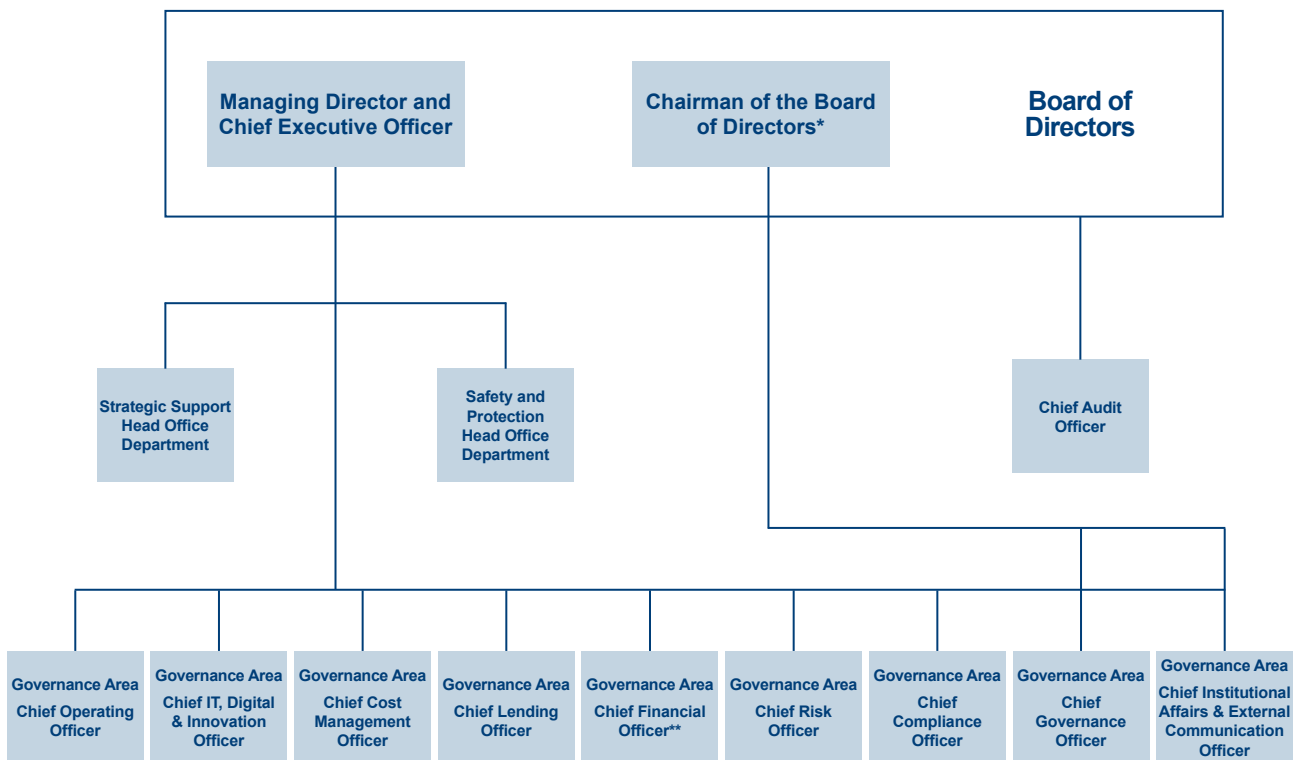 Managing Director and
Chief Executive Officer
Chairman of the Board
of Directors*
Board of
Directors
Strategic Support
Head Office
Department
Safety and
Protection
Head Office
Department
Chief Audit
Officer
Governance Area
Chief Operating
Officer
Governance Area
Chief IT, Digital
& Innovation
Officer
Governance Area
Chief Cost
Management
Officer
Governance Area
Chief Lending
Officer
Governance Area
Chief Financial
Officer**
Governance Area
Chief Risk
Officer
Governance Area
Chief
Compliance
Officer
Governance Area
Chief
Governance
Officer
Governance Area
Chief Institutional
Affairs & External
Communication
Officer